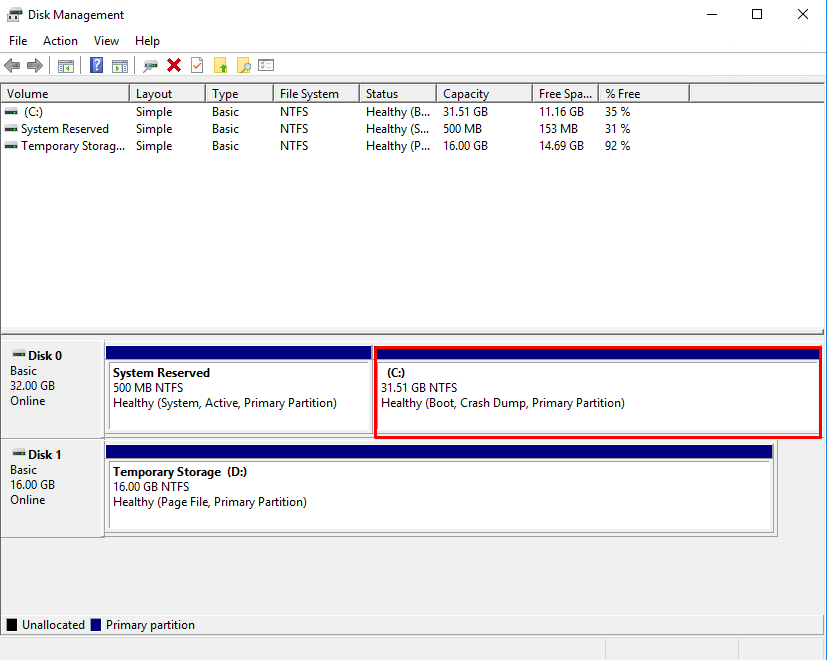 Disk Management
File Action View Help
Volume Layout Type File System Status Capacity Free Spa... % Free
(C:) Simple Basic NTFS Healthy (B... 31.51 GB 11.16 GB 35 %
System Reserved Simple Basic NTFS Healthy (S... 500 MB 153 MB 31 %
Temporary Storag... Simple Basic NTFS Healthy (P... 16.00 GB 14.69 GB 92 %
Disk 0
Basic
32.00 GB
Online
System Reserved
500 MB NTFS
Healthy (System, Active, Primary Partition)
(C:)
31.51 GB NTFS
Healthy (Boot, Crash Dump, Primary Partition)
Disk 1
Basic
16.00 GB
Online
Temporary Storage (D:)
16.00 GB NTFS
Healthy (Page File, Primary Partition)
Unallocated Primary partition